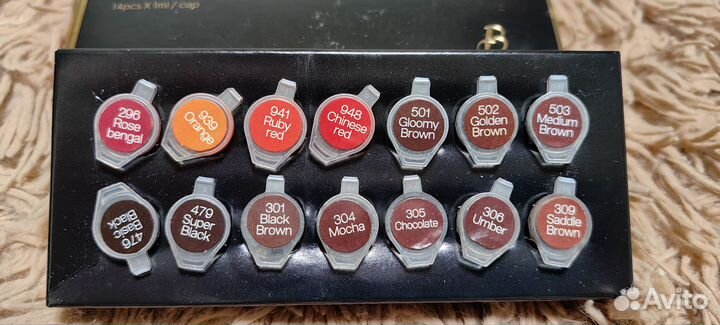 14pcs X 1ml / cap
B
296
Rose
bengal
939
Orange
941
Ruby
red
948
Chinese
red
501
Gloomy
Brown
502
Golden
Brown
503
Medium
Brown
476
Basic
Black
479
Super
Black
301
Black
Brown
304
Mocha
305
Chocolate
306
Umber
309
Saddle
Brown
Avito